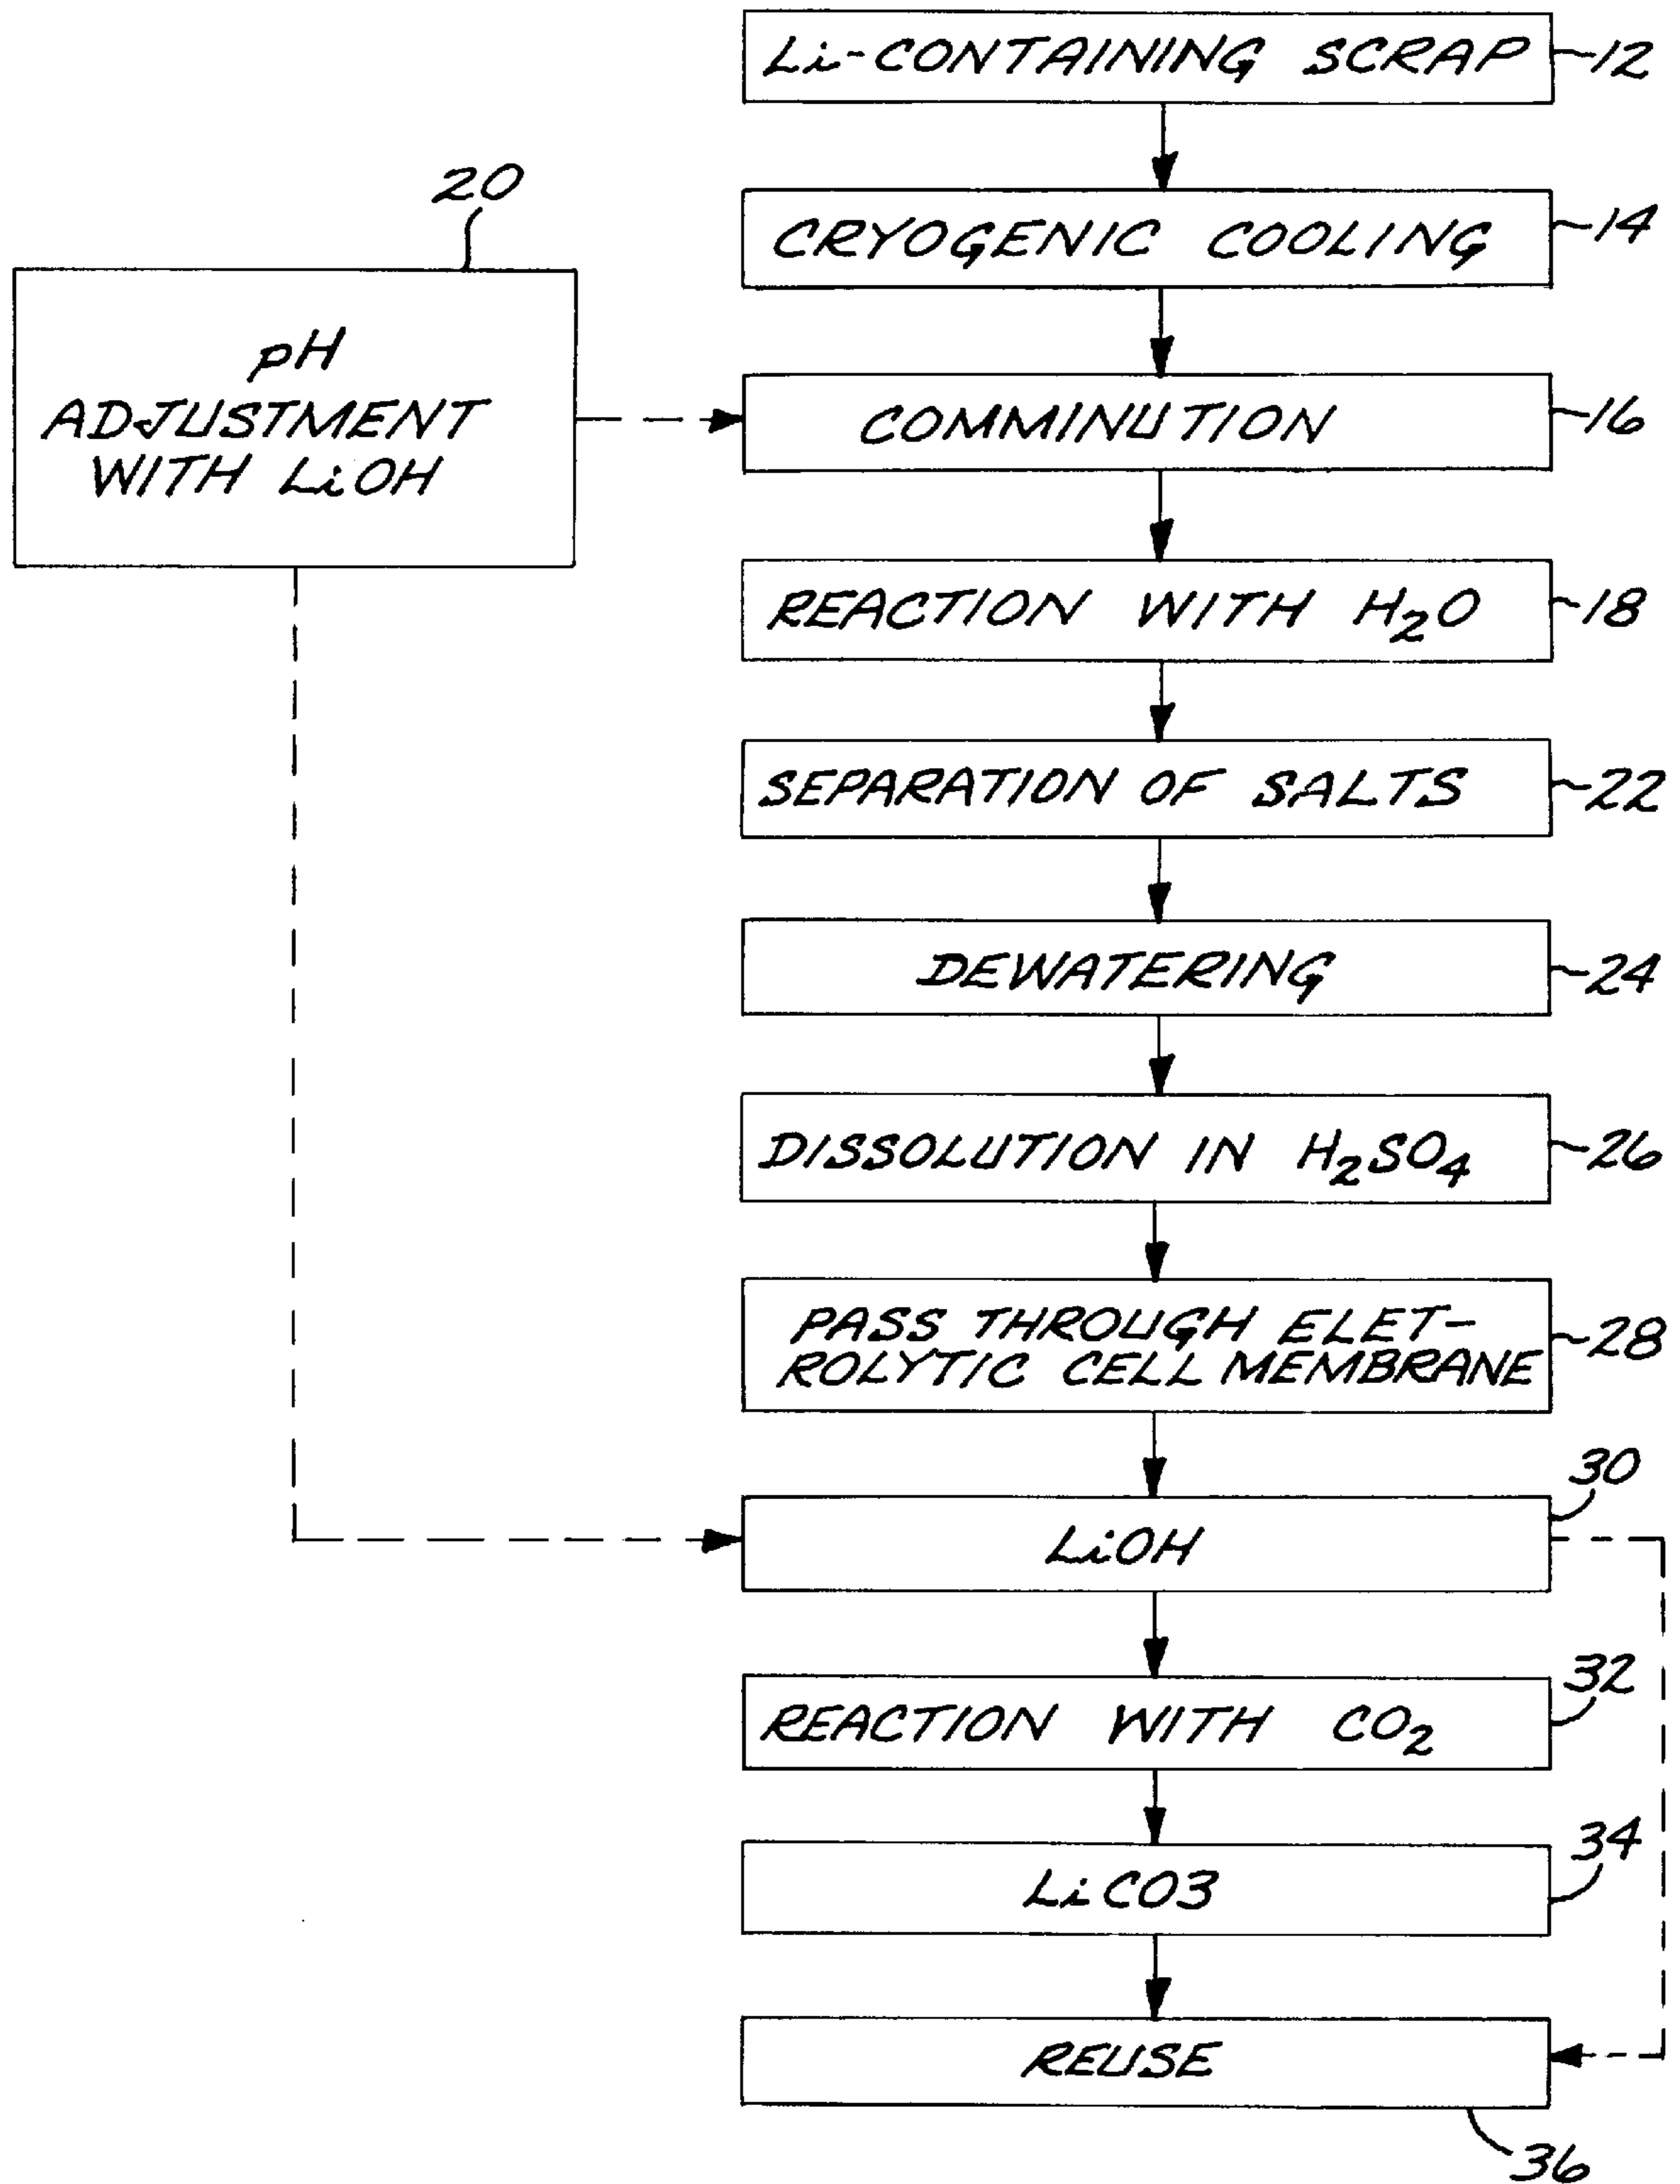 Li-CONTAINING SCRAP 12
CRYOGENIC COOLING 14
20
pH
ADJUSTMENT
WITH LiOH
COMMINUTION 16
REACTION WITH H₂O 18
SEPARATION OF SALTS 22
DEWATERING 24
DISSOLUTION IN H₂SO₄ 26
PASS THROUGH ELET-
ROLYTIC CELL MEMBRANE 28
30
LiOH
32
REACTION WITH CO₂
34
LiCO3
REUSE
36